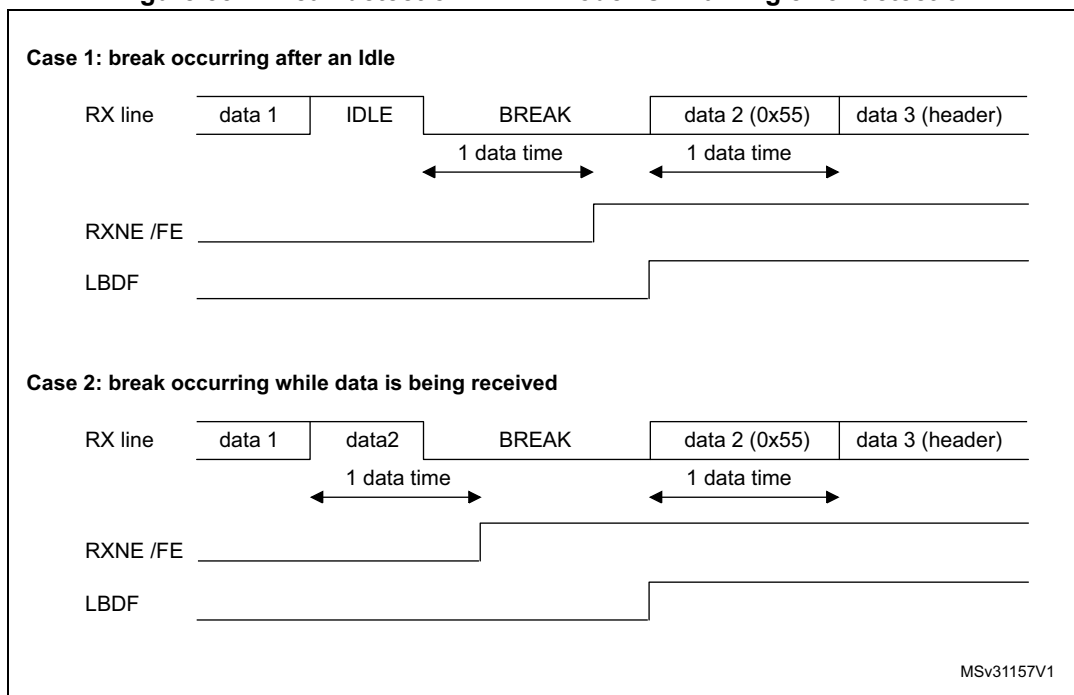 Case 1: break occurring after an Idle
RX line data 1 IDLE BREAK data 2 (0x55) data 3 (header)
1 data time 1 data time
RXNE /FE
LBDF
Case 2: break occurring while data is being received
RX line data 1 data2 BREAK data 2 (0x55) data 3 (header)
1 data time 1 data time
RXNE /FE
LBDF
MSv31157V1